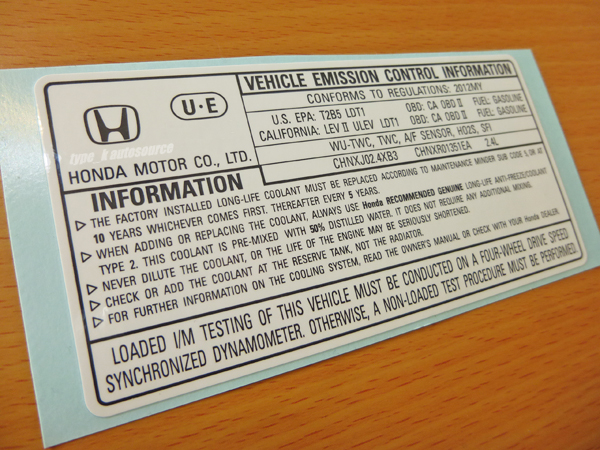 VEHICLE EMISSION CONTROL INFORMATION
CONFORMS TO REGULATIONS: 2012MY
U·E
U.S. EPA: T2B5 LDT1 OBD: CA OBD II FUEL: GASOLINE
CALIFORNIA: LEV II ULEV LDT1 OBD: CA OBD II FUEL: GASOLINE
WU-TWC, TWC, A/F SENSOR, HO2S, SFI
CHNXJ02.4XB3 CHNXR01351EA 2.4L
type_k outosource
HONDA MOTOR CO., LTD.
INFORMATION
▷ THE FACTORY INSTALLED LONG-LIFE COOLANT MUST BE REPLACED ACCORDING TO MAINTENANCE MINDER SUB CODE 5, OR AT
10 YEARS WHICHEVER COMES FIRST. THEREAFTER EVERY 5 YEARS.
▷ WHEN ADDING OR REPLACING THE COOLANT, ALWAYS USE Honda RECOMMENDED GENUINE LONG-LIFE ANTI-FREEZE/COOLANT
TYPE 2. THIS COOLANT IS PRE-MIXED WITH 50% DISTILLED WATER. IT DOES NOT REQUIRE ANY ADDITIONAL MIXING.
▷ NEVER DILUTE THE COOLANT, OR THE LIFE OF THE ENGINE MAY BE SERIOUSLY SHORTENED.
▷ CHECK OR ADD THE COOLANT AT THE RESERVE TANK, NOT THE RADIATOR.
▷ FOR FURTHER INFORMATION ON THE COOLING SYSTEM, READ THE OWNER'S MANUAL OR CHECK WITH YOUR Honda DEALER.
LOADED I/M TESTING OF THIS VEHICLE MUST BE CONDUCTED ON A FOUR-WHEEL DRIVE SPEED
SYNCHRONIZED DYNAMOMETER. OTHERWISE, A NON-LOADED TEST PROCEDURE MUST BE PERFORMED